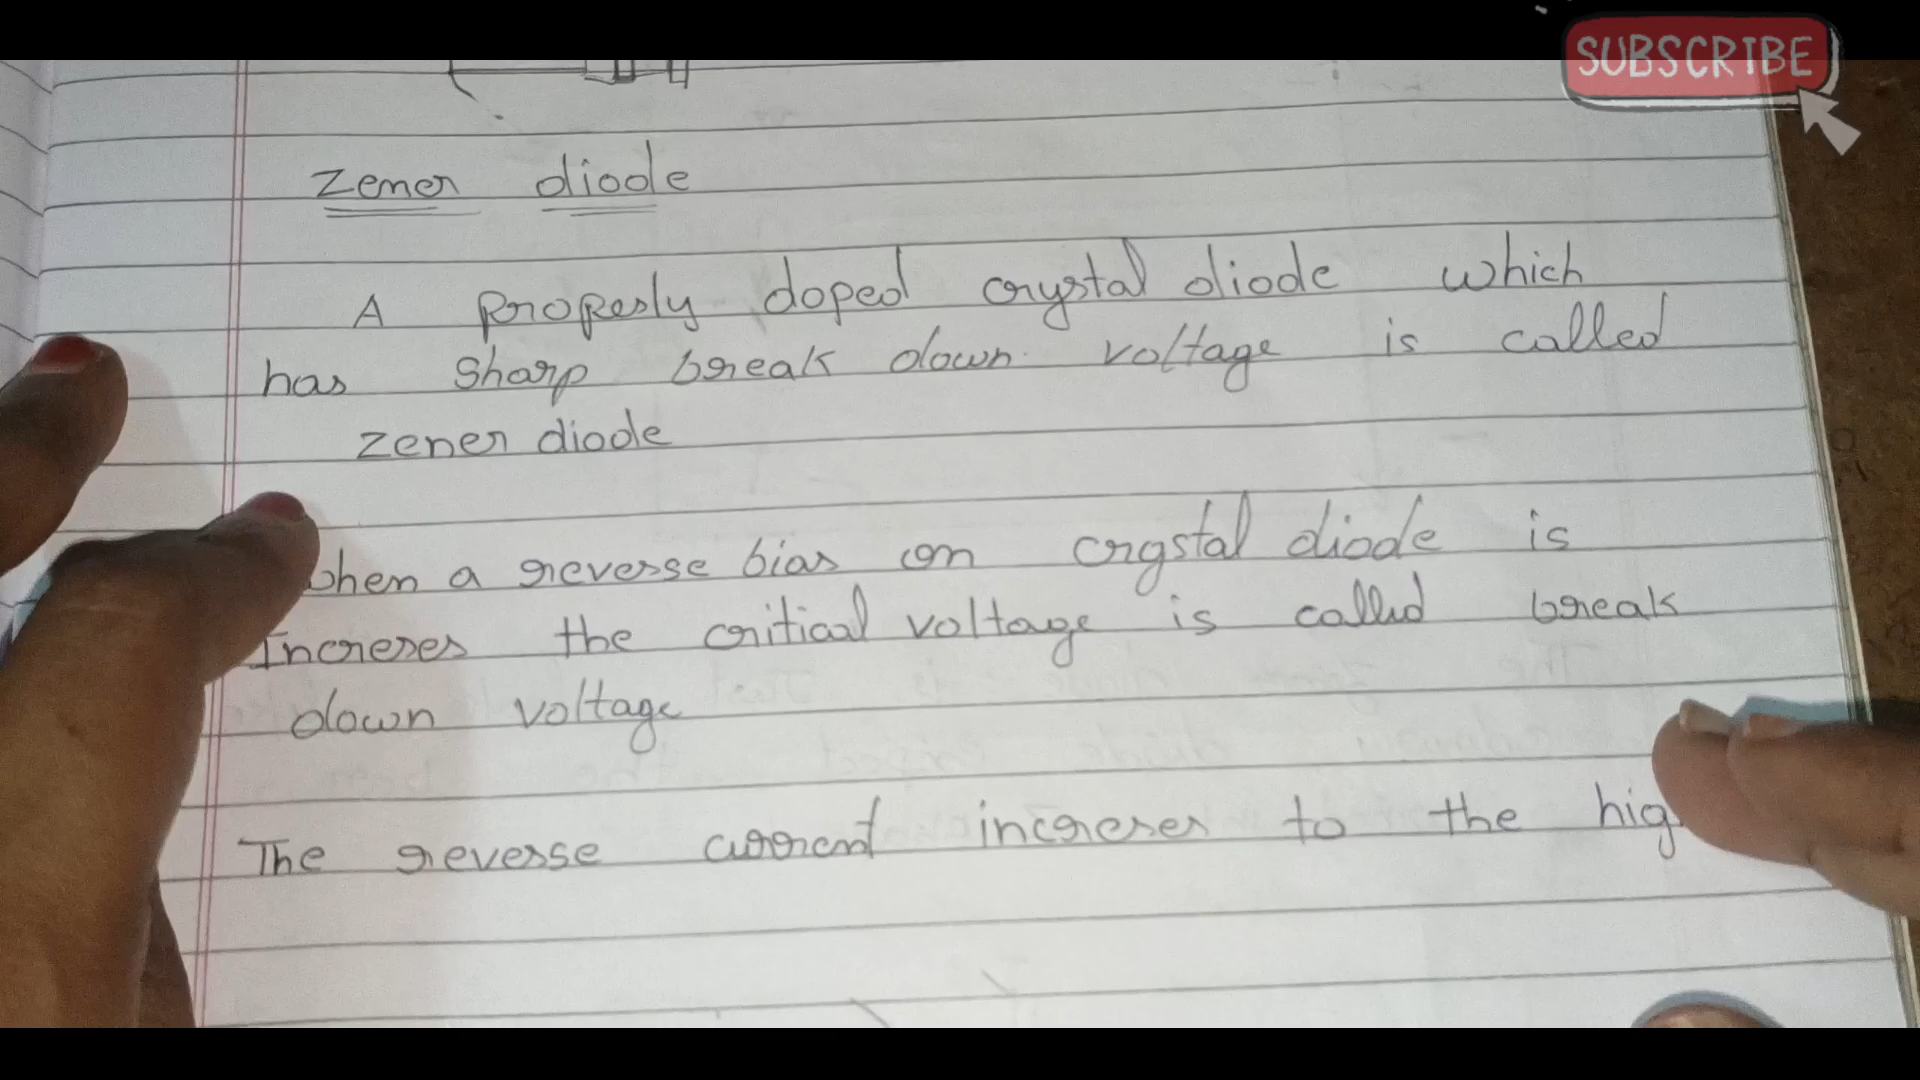 SUBSCRIBE
Zener diode
A Properly doped crystal diode which
has sharp break down voltage is called
zener diode
when a reverse bias on crystal diode is
Increses the critical voltage is called break
down voltage
The reverse current increses to the hig